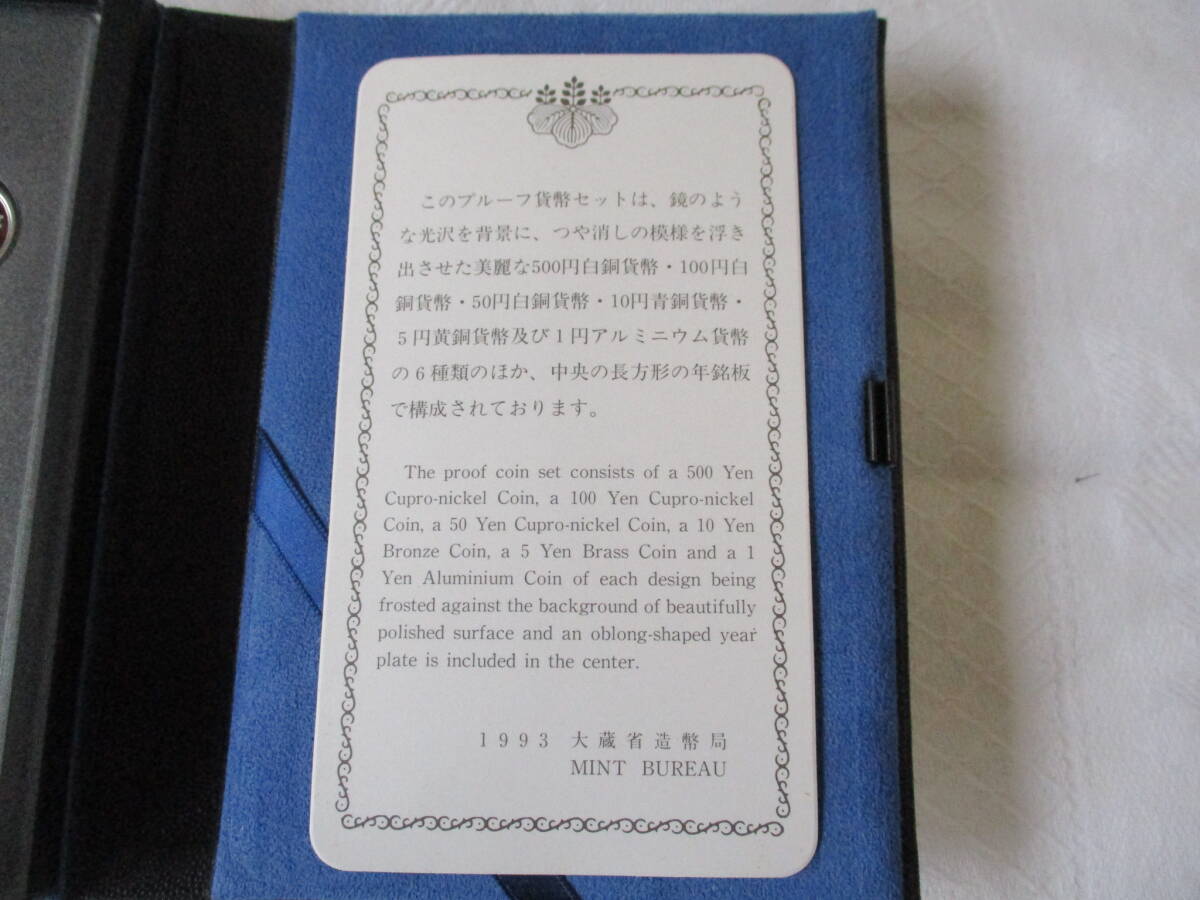 このプルーフ貨幣セットは、鏡のよう
な光沢を背景に、つや消しの模様を浮き
出させた美麗な500円白銅貨幣・100円白
銅貨幣・50円白銅貨幣・10円青銅貨幣・
5円黄銅貨幣及び1円アルミニウム貨幣
の6種類のほか、中央の長方形の年銘板
で構成されております。
The proof coin set consists of a 500 Yen
Cupro-nickel Coin, a 100 Yen Cupro-nickel
Coin, a 50 Yen Cupro-nickel Coin, a 10 Yen
Bronze Coin, a 5 Yen Brass Coin and a 1
Yen Aluminium Coin of each design being
frosted against the background of beautifully
polished surface and an oblong-shaped year
plate is included in the center.
1993 大蔵省造幣局
MINT BUREAU